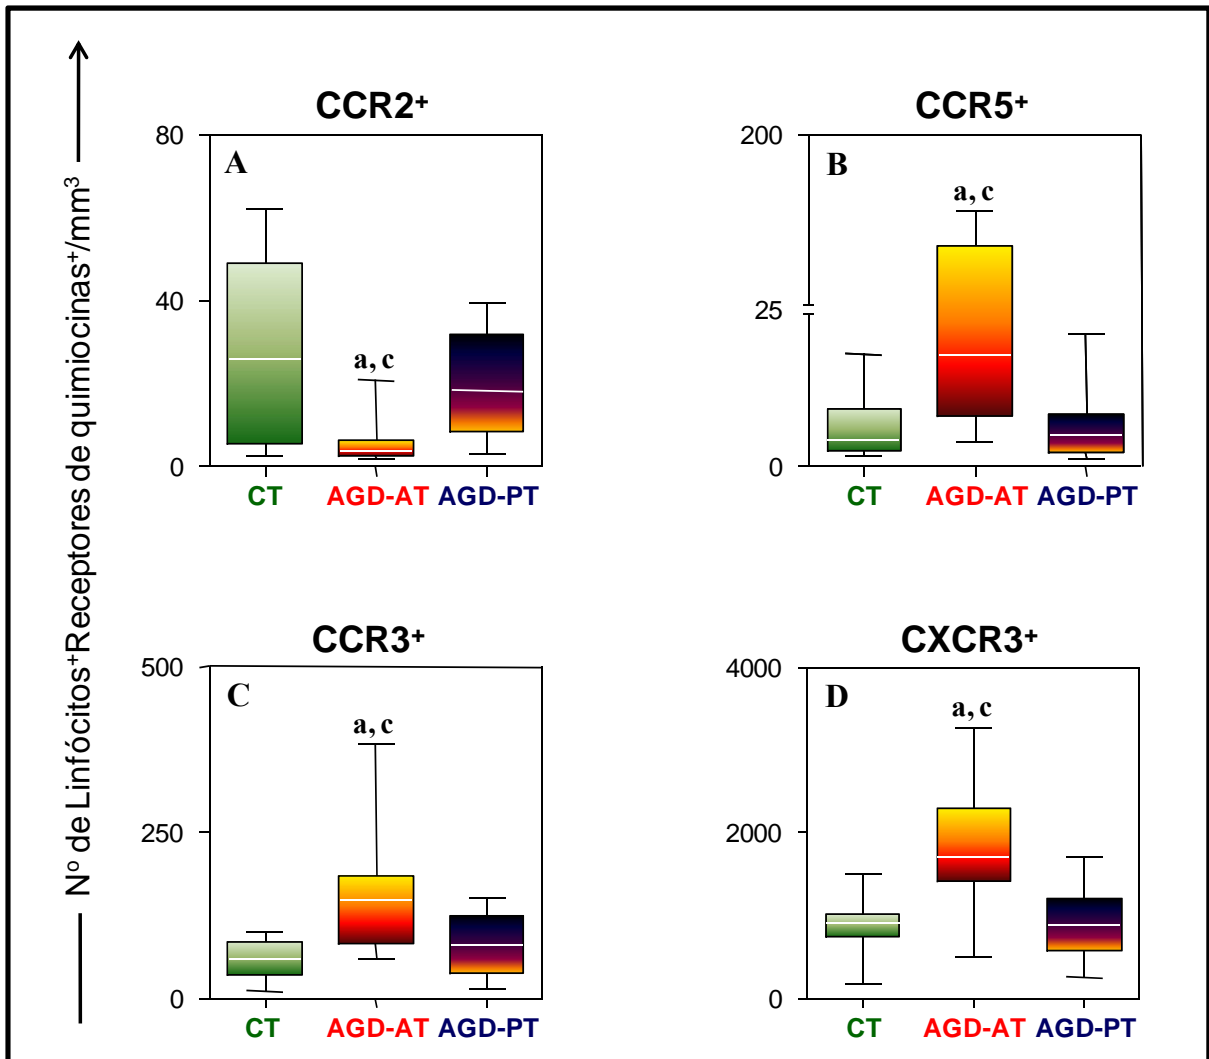 Nº de Linfócitos⁺Receptores de quimiocinas⁺/mm³
CCR2⁺
A
80
40
0
a, c
CT AGD-AT AGD-PT
CCR5⁺
B
200
25
0
a, c
CT AGD-AT AGD-PT
CCR3⁺
C
500
250
0
a, c
CT AGD-AT AGD-PT
CXCR3⁺
D
4000
2000
0
a, c
CT AGD-AT AGD-PT